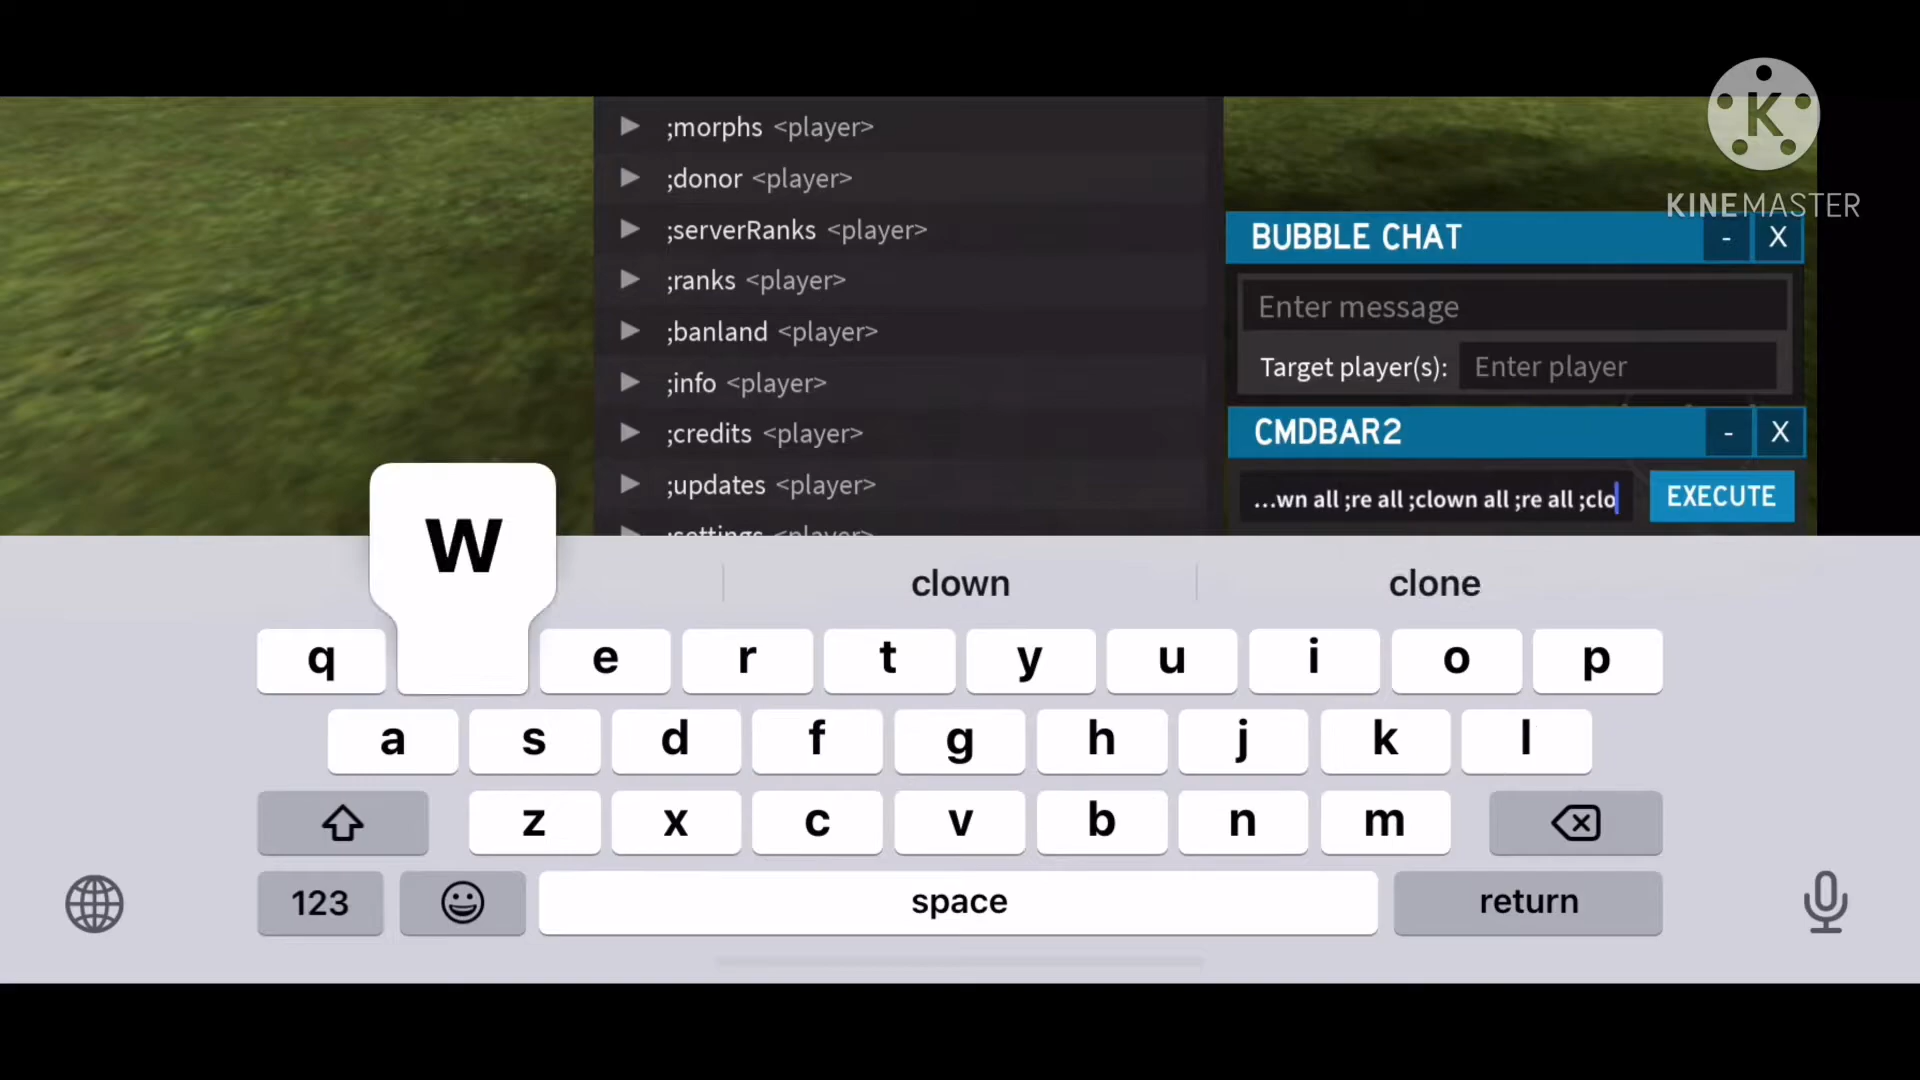 ;morphs <player>
;donor <player>
;serverRanks <player>
;ranks <player>
;banland <player>
;info <player>
;credits <player>
;updates <player>
;settings <player>
KINEMASTER
K
BUBBLE CHAT - X
Enter message
Target player(s): Enter player
CMDBAR2 - X
...wn all ;re all ;clown all ;re all ;clo EXECUTE
clown clone
q w e r t y u i o p
a s d f g h j k l
z x c v b n m
123 space return